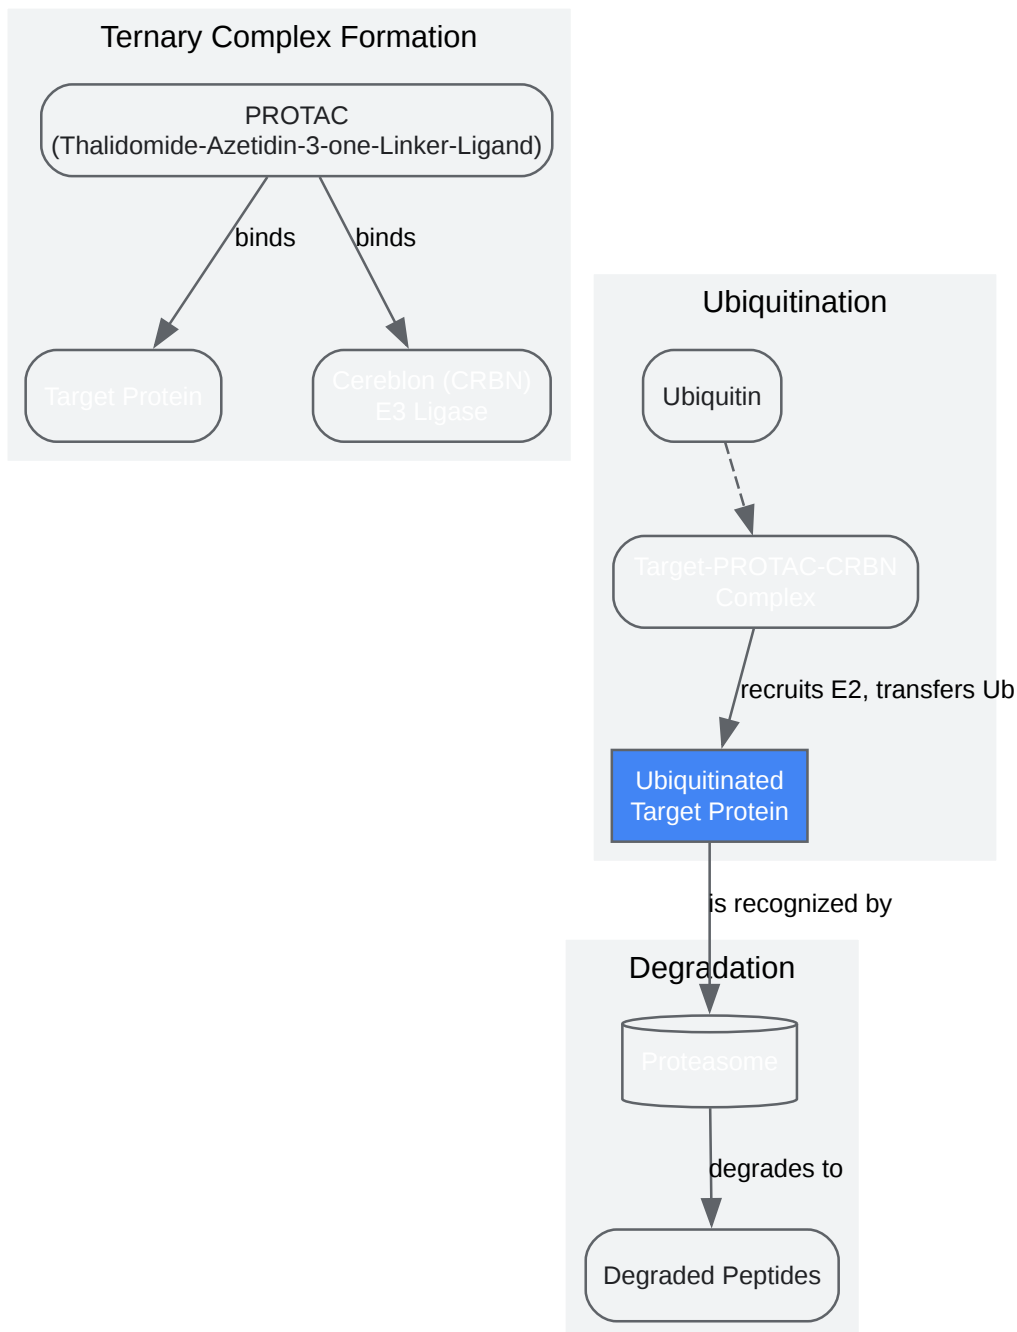 Ternary Complex Formation
PROTAC
(Thalidomide-Azetidin-3-one-Linker-Ligand)
binds
binds
Target Protein
Cereblon (CRBN)
E3 Ligase
Ubiquitination
Ubiquitin
Target-PROTAC-CRBN
Complex
recruits E2, transfers Ub
Ubiquitinated
Target Protein
is recognized by
Degradation
Proteasome
degrades to
Degraded Peptides